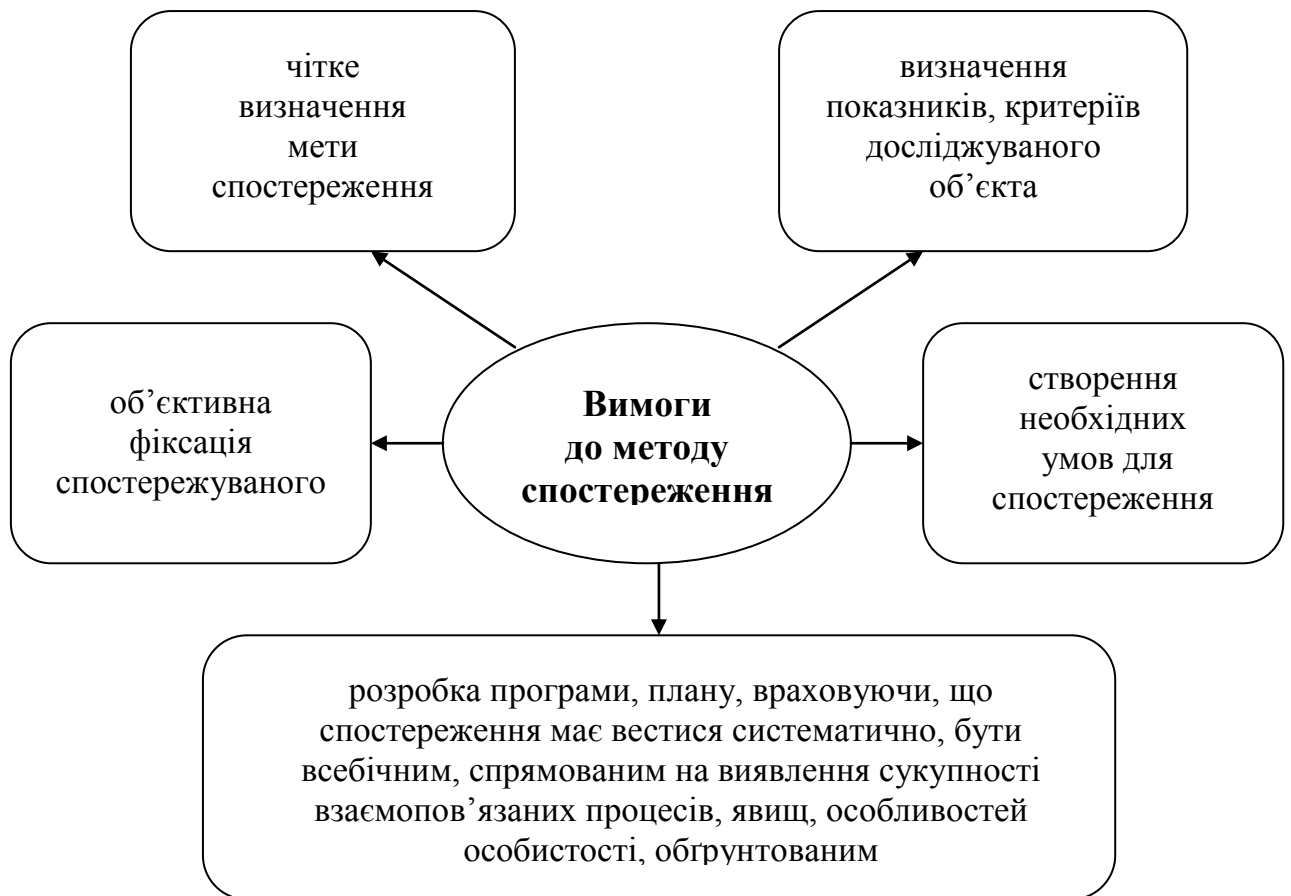 чітке
визначення
мети
спостереження
визначення
показників, критеріїв
досліджуваного
об’єкта
об’єктивна
фіксація
спостережуваного
Вимоги
до методу
спостереження
створення
необхідних
умов для
спостереження
розробка програми, плану, враховуючи, що
спостереження має вестися систематично, бути
всебічним, спрямованим на виявлення сукупності
взаємопов’язаних процесів, явищ, особливостей
особистості, обґрунтованим